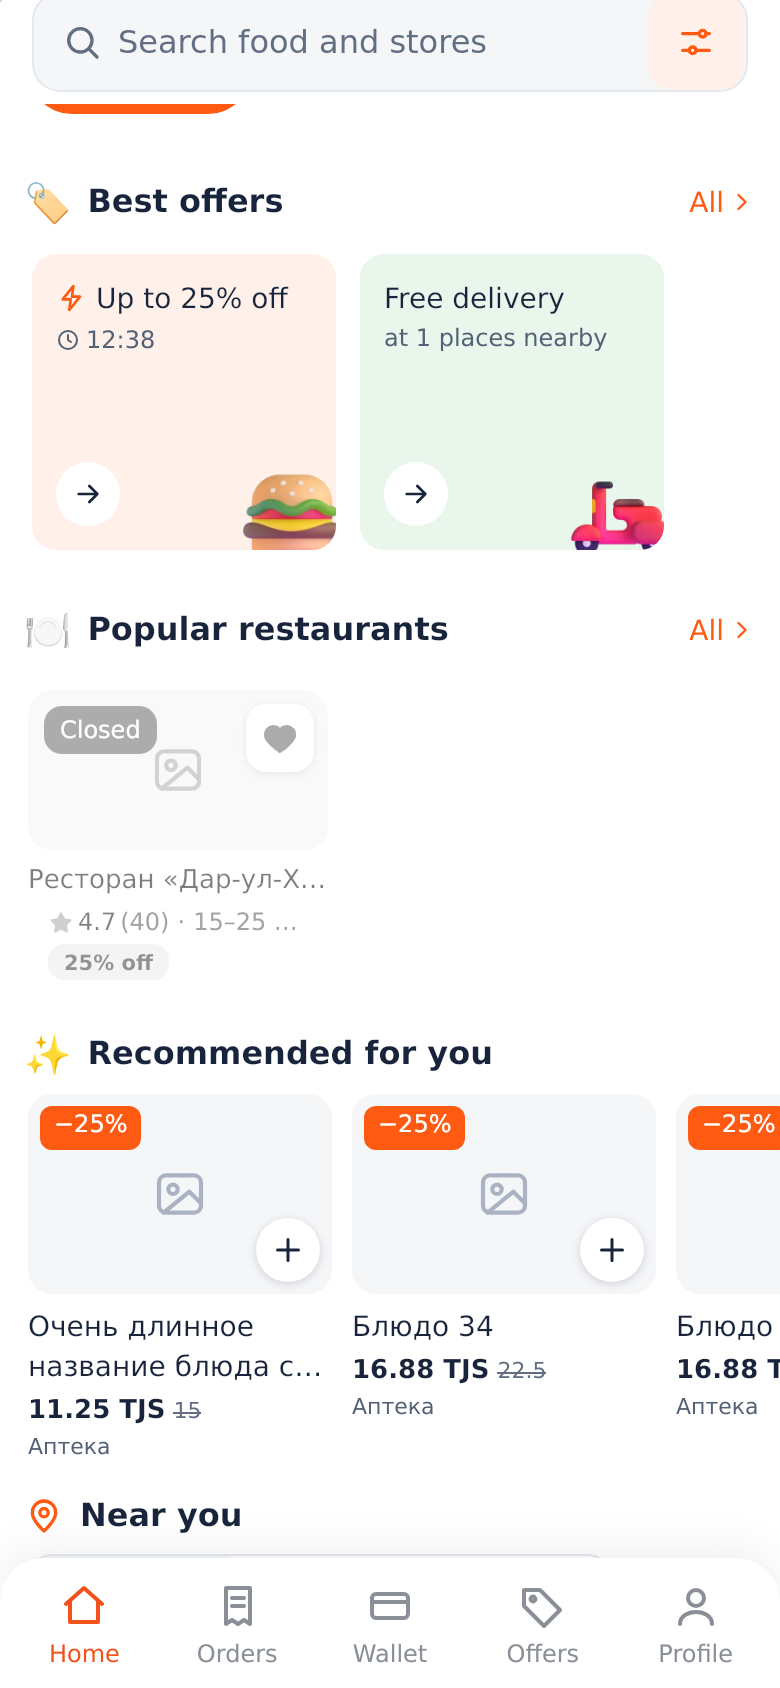 Search food and stores
Best offers
All
Up to 25% off
12:38
Free delivery
at 1 places nearby
Popular restaurants
All
Closed
Ресторан «Дар-ул-Х...
4.7 (40) · 15–25 ...
25% off
Recommended for you
−25%
−25%
−25%
Очень длинное
название блюда с...
11.25 TJS 15
Аптека
Блюдо 34
16.88 TJS 22.5
Аптека
Блюдо
16.88 T
Аптека
Near you
Home
Orders
Wallet
Offers
Profile